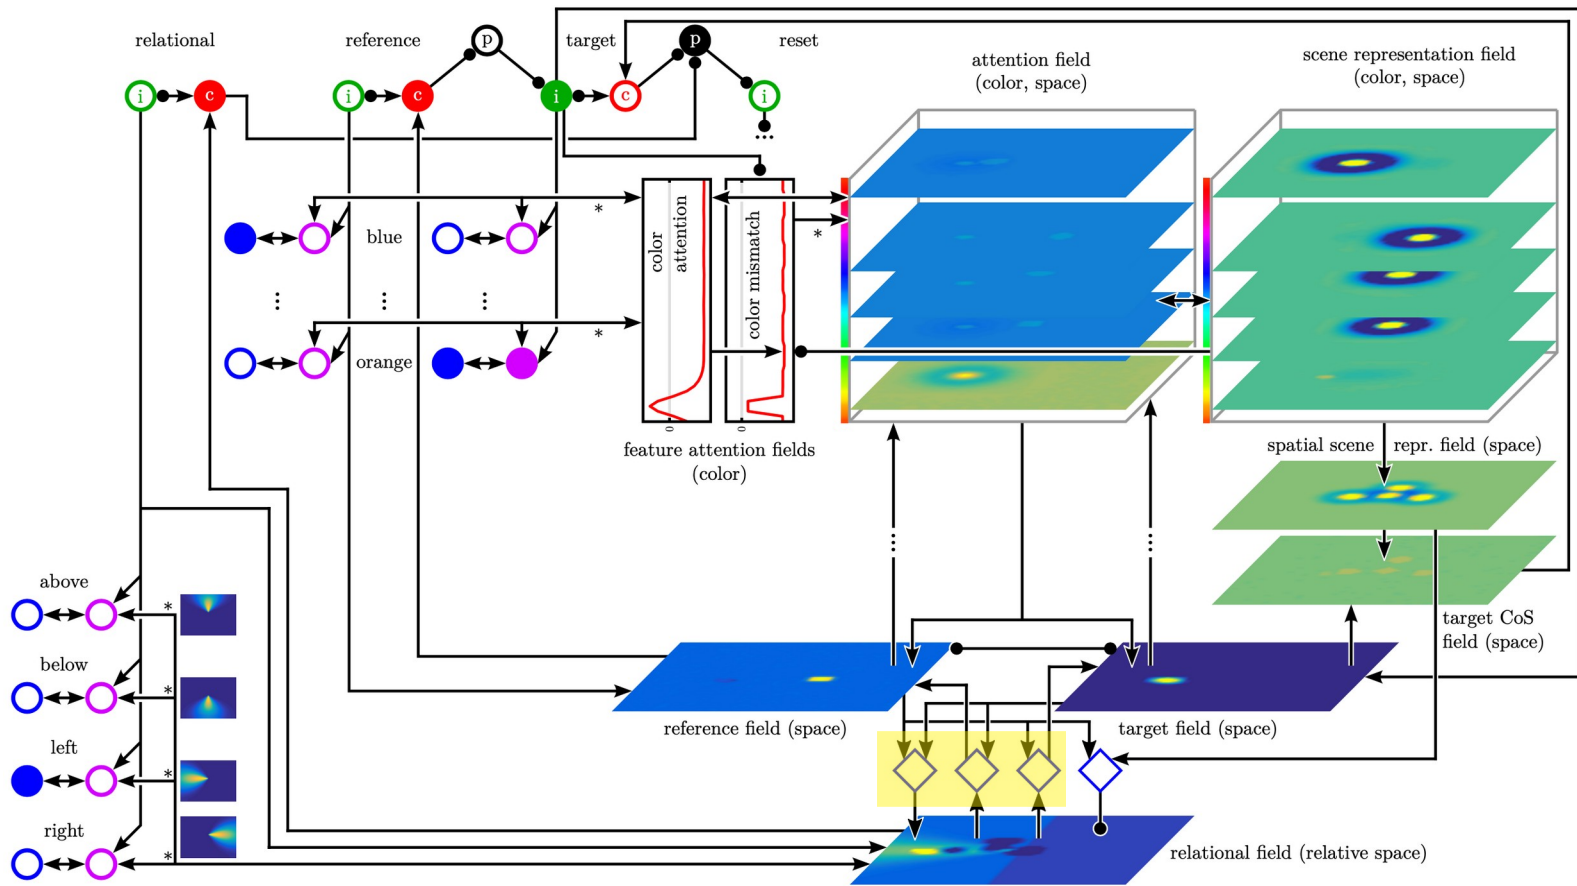 relational
reference
target
reset
p
p
i
c
i
c
i
c
i
...
attention field
(color, space)
scene representation field
(color, space)
*
blue
color
attention
color mismatch
*
...
...
...
*
orange
0
0
feature attention fields
(color)
spatial scene
repr. field (space)
...
...
above
*
below
*
left
*
right
*
target CoS
field (space)
reference field (space)
target field (space)
relational field (relative space)